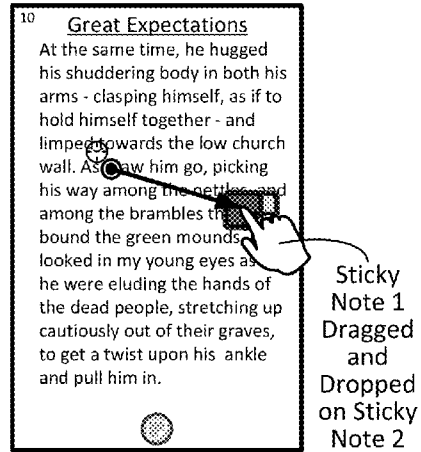 10
Great Expectations
At the same time, he hugged
his shuddering body in both his
arms - clasping himself, as if to
hold himself together - and
limped towards the low church
wall. As saw him go, picking
his way among the nettles, and
among the brambles
bound the green mounds
looked in my young eyes as
he were eluding the hands of
the dead people, stretching up
cautiously out of their graves,
to get a twist upon his ankle
and pull him in.
Sticky
Note 1
Dragged
and
Dropped
on Sticky
Note 2